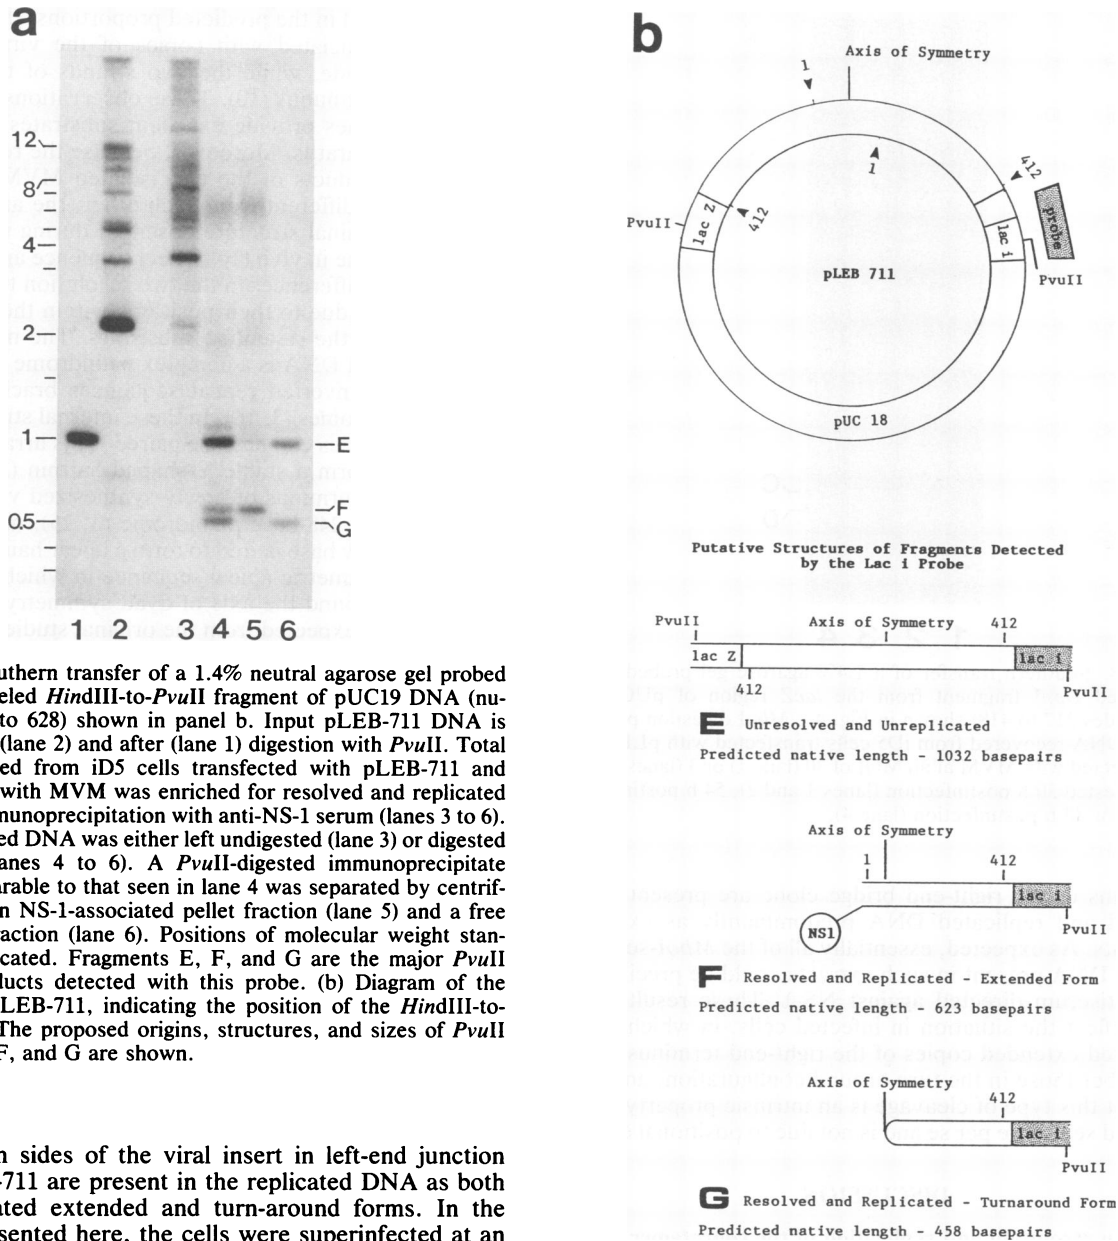 a
12
8
4
2
1
0.5
E
F
G
1 2 3 4 5 6
uthern transfer of a 1.4% neutral agarose gel probed
eled HindIII-to-PvuII fragment of pUC19 DNA (nu-
to 628) shown in panel b. Input pLEB-711 DNA is
(lane 2) and after (lane 1) digestion with PvuII. Total
ed from iD5 cells transfected with pLEB-711 and
with MVM was enriched for resolved and replicated
munoprecipitation with anti-NS-1 serum (lanes 3 to 6).
ed DNA was either left undigested (lane 3) or digested
anes 4 to 6). A PvuII-digested immunoprecipitate
arable to that seen in lane 4 was separated by centrif-
n NS-1-associated pellet fraction (lane 5) and a free
raction (lane 6). Positions of molecular weight stan-
icated. Fragments E, F, and G are the major PvuII
ducts detected with this probe. (b) Diagram of the
LEB-711, indicating the position of the HindIII-to-
The proposed origins, structures, and sizes of PvuII
F, and G are shown.
n sides of the viral insert in left-end junction
-711 are present in the replicated DNA as both
ated extended and turn-around forms. In the
esented here, the cells were superinfected at an
b
Axis of Symmetry
1
1
412
probe
PvuII
lac Z
412
lac i
PvuII
pLEB 711
pUC 18
Putative Structures of Fragments Detected
by the Lac i Probe
PvuII Axis of Symmetry 412
lac Z lac i
412 PvuII
E Unresolved and Unreplicated
Predicted native length - 1032 basepairs
Axis of Symmetry
1 412
lac i
NS1 PvuII
F Resolved and Replicated - Extended Form
Predicted native length - 623 basepairs
Axis of Symmetry
412
lac i
PvuII
G Resolved and Replicated - Turnaround Form
Predicted native length - 458 basepairs